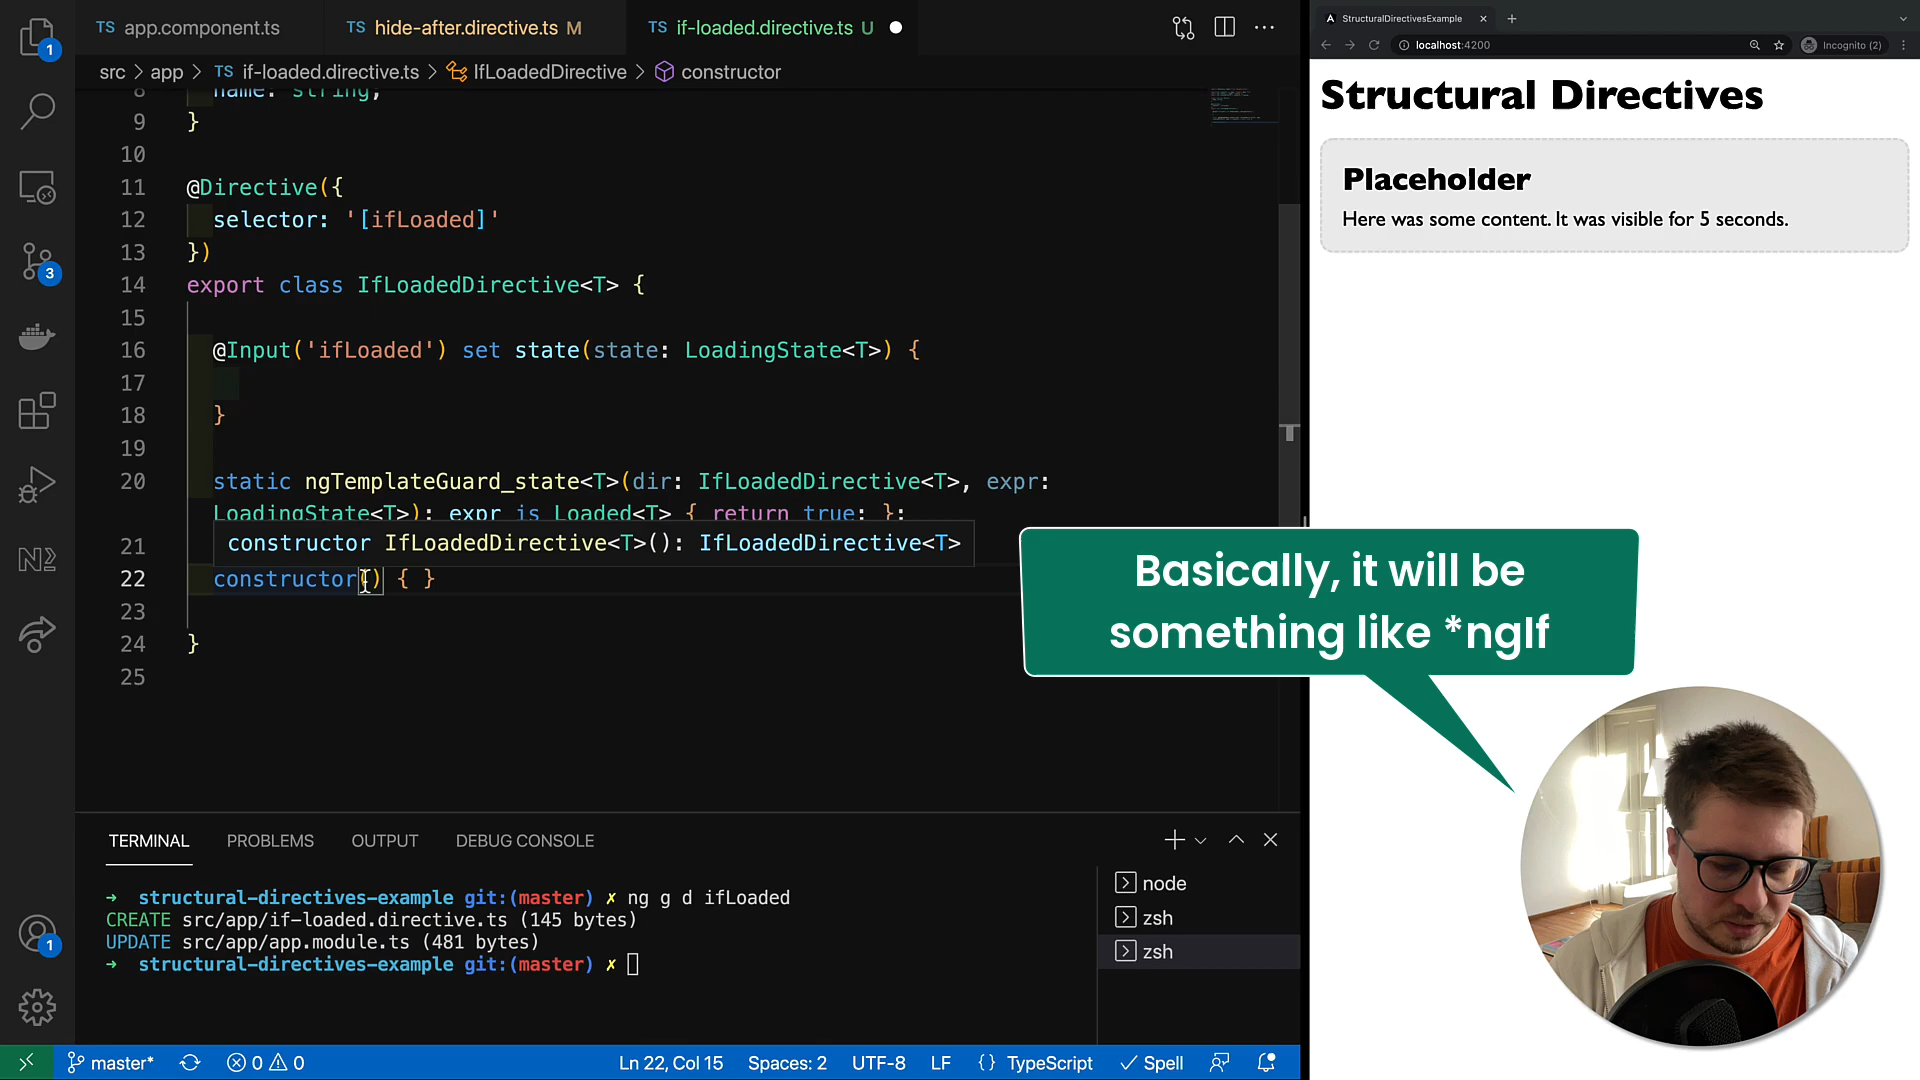 TS app.component.ts
TS hide-after.directive.ts M
TS if-loaded.directive.ts U
src > app > TS if-loaded.directive.ts > IfLoadedDirective > constructor
8 name: string;
9 }
10
11 @Directive({
12 selector: '[ifLoaded]'
13 })
14 export class IfLoadedDirective<T> {
15
16 @Input('ifLoaded') set state(state: LoadingState<T>) {
17
18 }
19
20 static ngTemplateGuard_state<T>(dir: IfLoadedDirective<T>, expr:
LoadingState<T>): expr is Loaded<T> { return true; };
constructor IfLoadedDirective<T>(): IfLoadedDirective<T>
21
22 constructor() { }
23
24 }
25
TERMINAL PROBLEMS OUTPUT DEBUG CONSOLE
➜ structural-directives-example git:(master) ✗ ng g d ifLoaded
CREATE src/app/if-loaded.directive.ts (145 bytes)
UPDATE src/app/app.module.ts (481 bytes)
➜ structural-directives-example git:(master) ✗
node
zsh
zsh
1
3
1
master* 0 0 Ln 22, Col 15 Spaces: 2 UTF-8 LF {} TypeScript Spell
StructuralDirectivesExample
localhost:4200
Incognito (2)
Structural Directives
Placeholder
Here was some content. It was visible for 5 seconds.
Basically, it will be
something like *ngIf